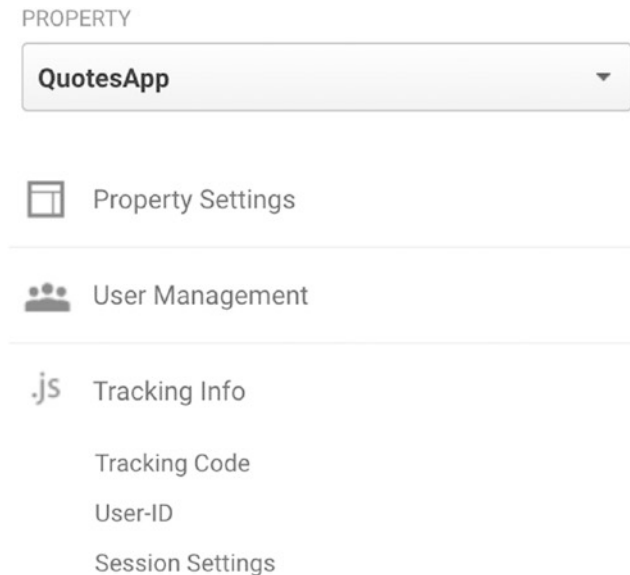 PROPERTY
QuotesApp
Property Settings
User Management
.js Tracking Info
Tracking Code
User-ID
Session Settings